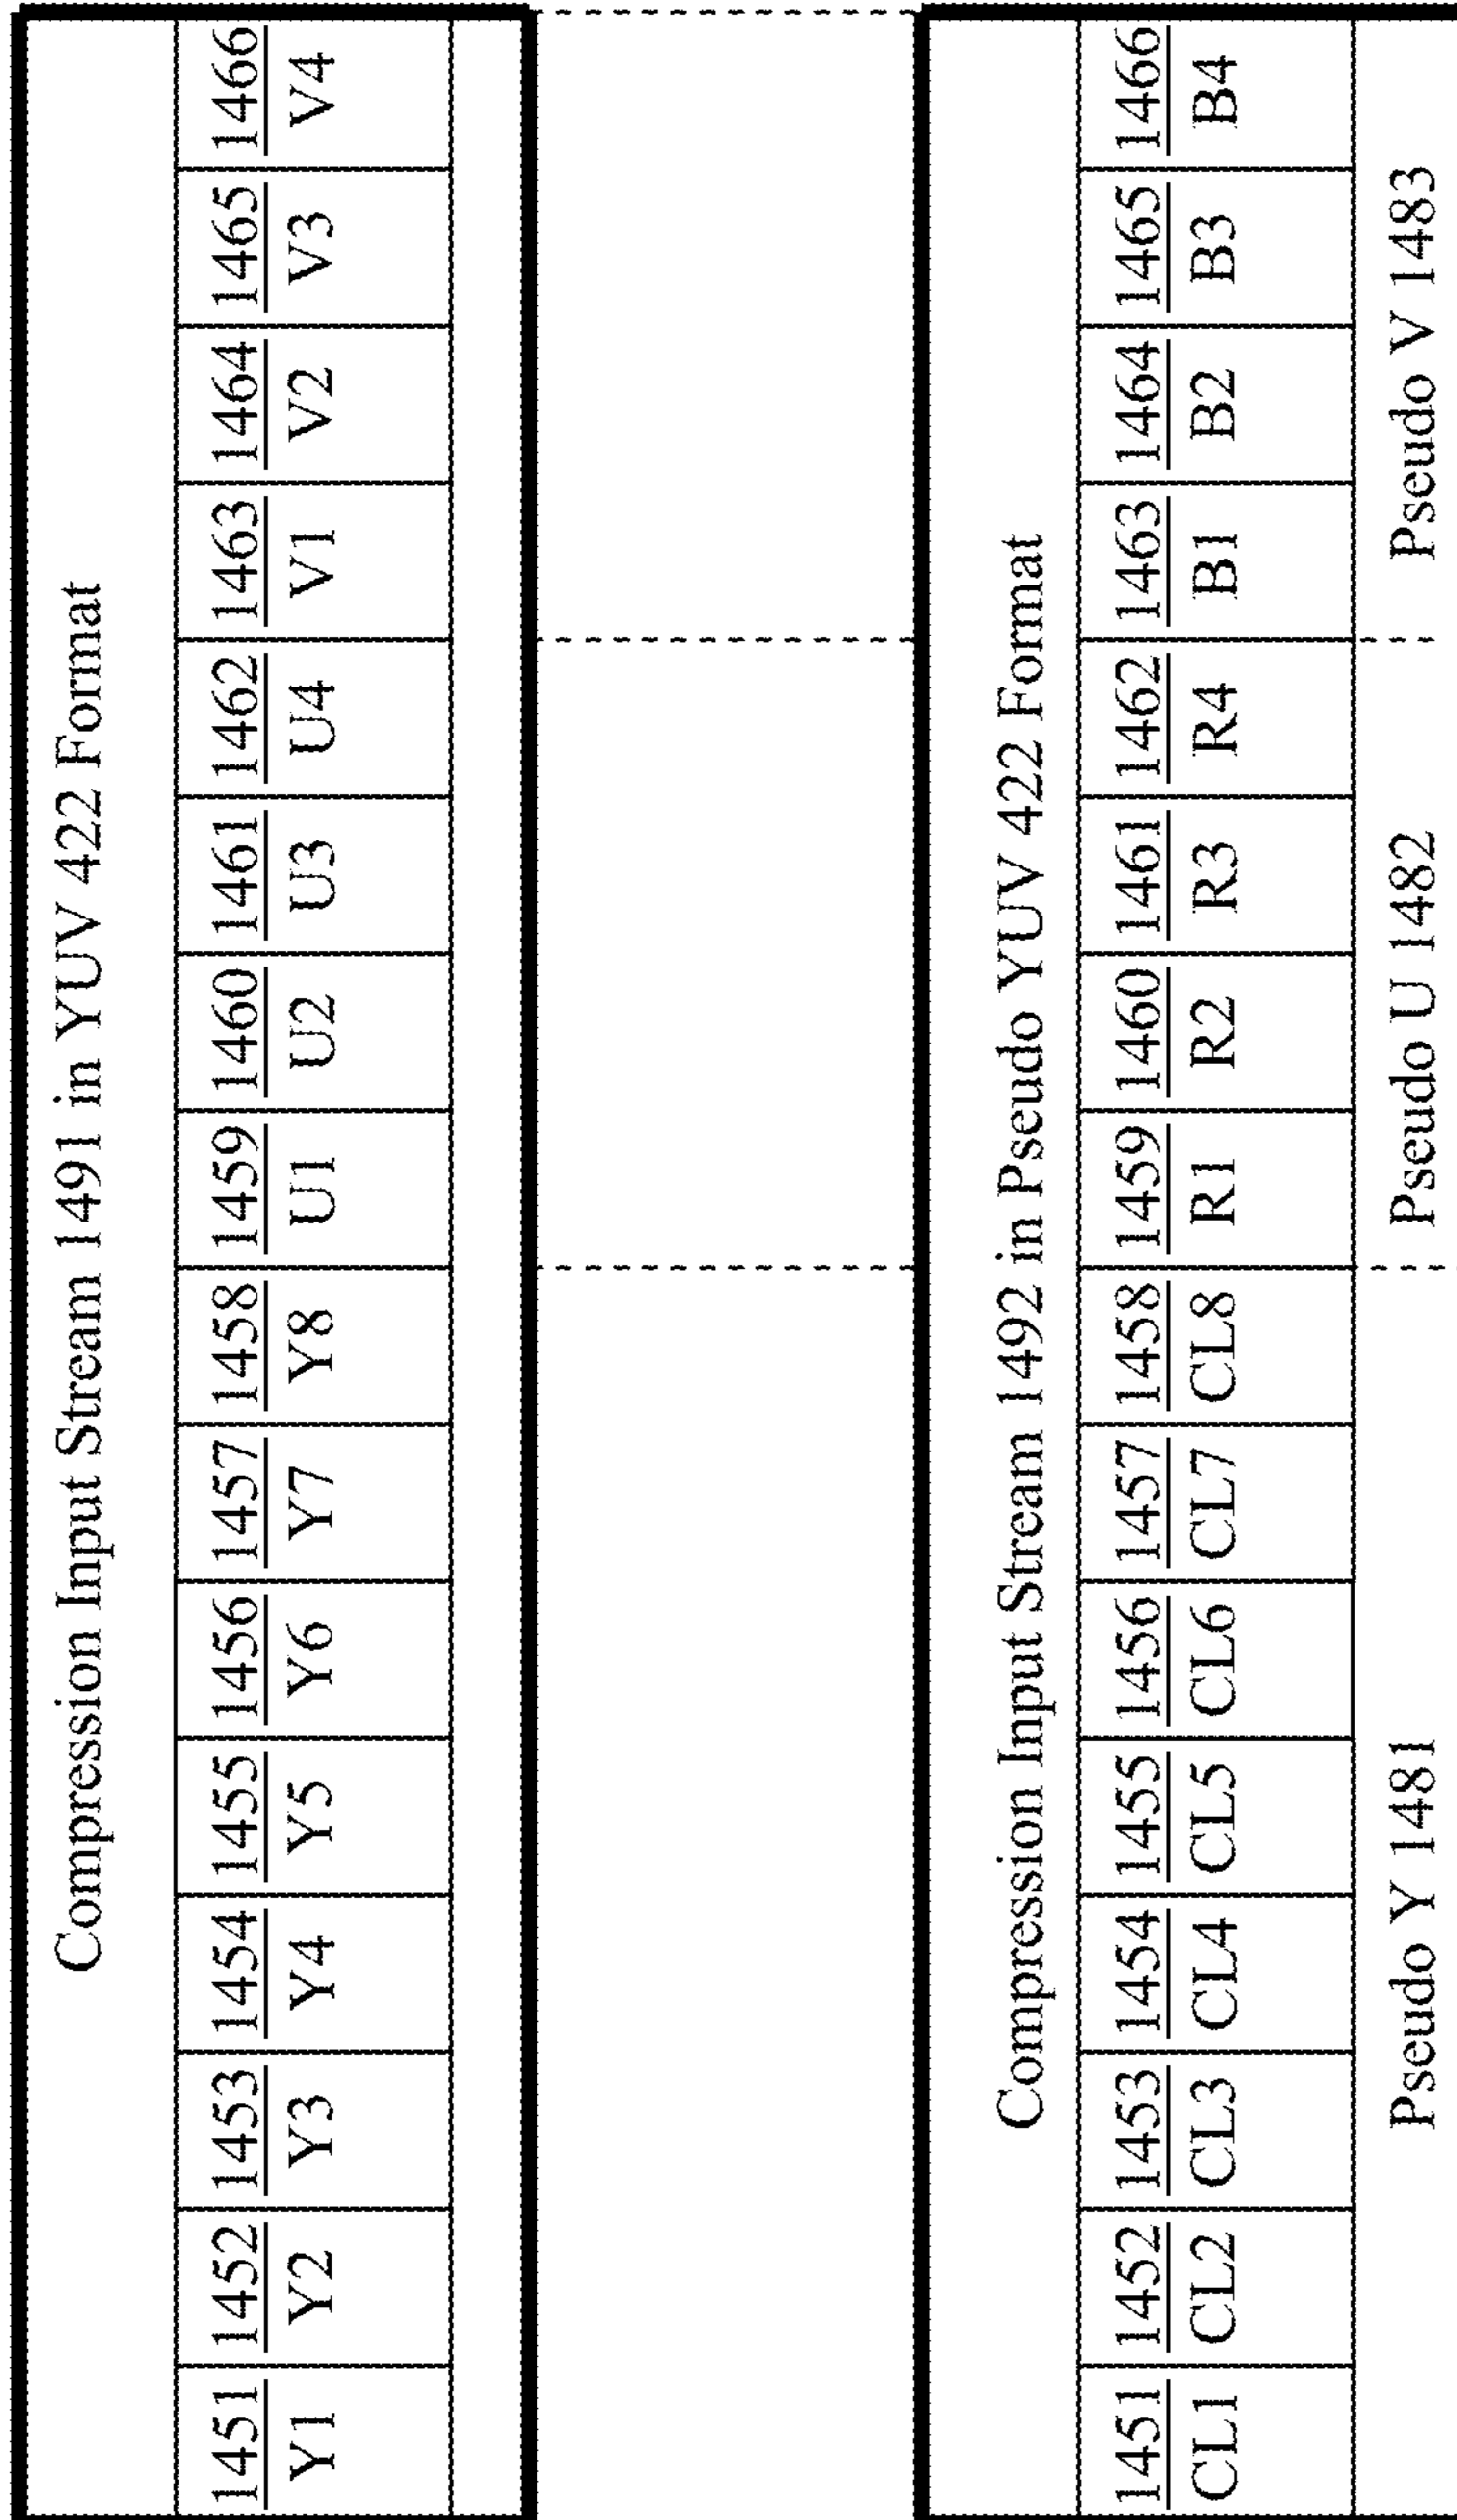 Compression Input Stream 1491 in YUV 422 Format
1451 1452 1453 1454 1455 1456 1457 1458 1459 1460 1461 1462 1463 1464 1465 1466
Y1 Y2 Y3 Y4 Y5 Y6 Y7 Y8 U1 U2 U3 U4 V1 V2 V3 V4
Compression Input Stream 1492 in Pseudo YUV 422 Format
1451 1452 1453 1454 1455 1456 1457 1458 1459 1460 1461 1462 1463 1464 1465 1466
CL1 CL2 CL3 CL4 CL5 CL6 CL7 CL8 R1 R2 R3 R4 B1 B2 B3 B4
Pseudo Y 1481 Pseudo U 1482 Pseudo V 1483